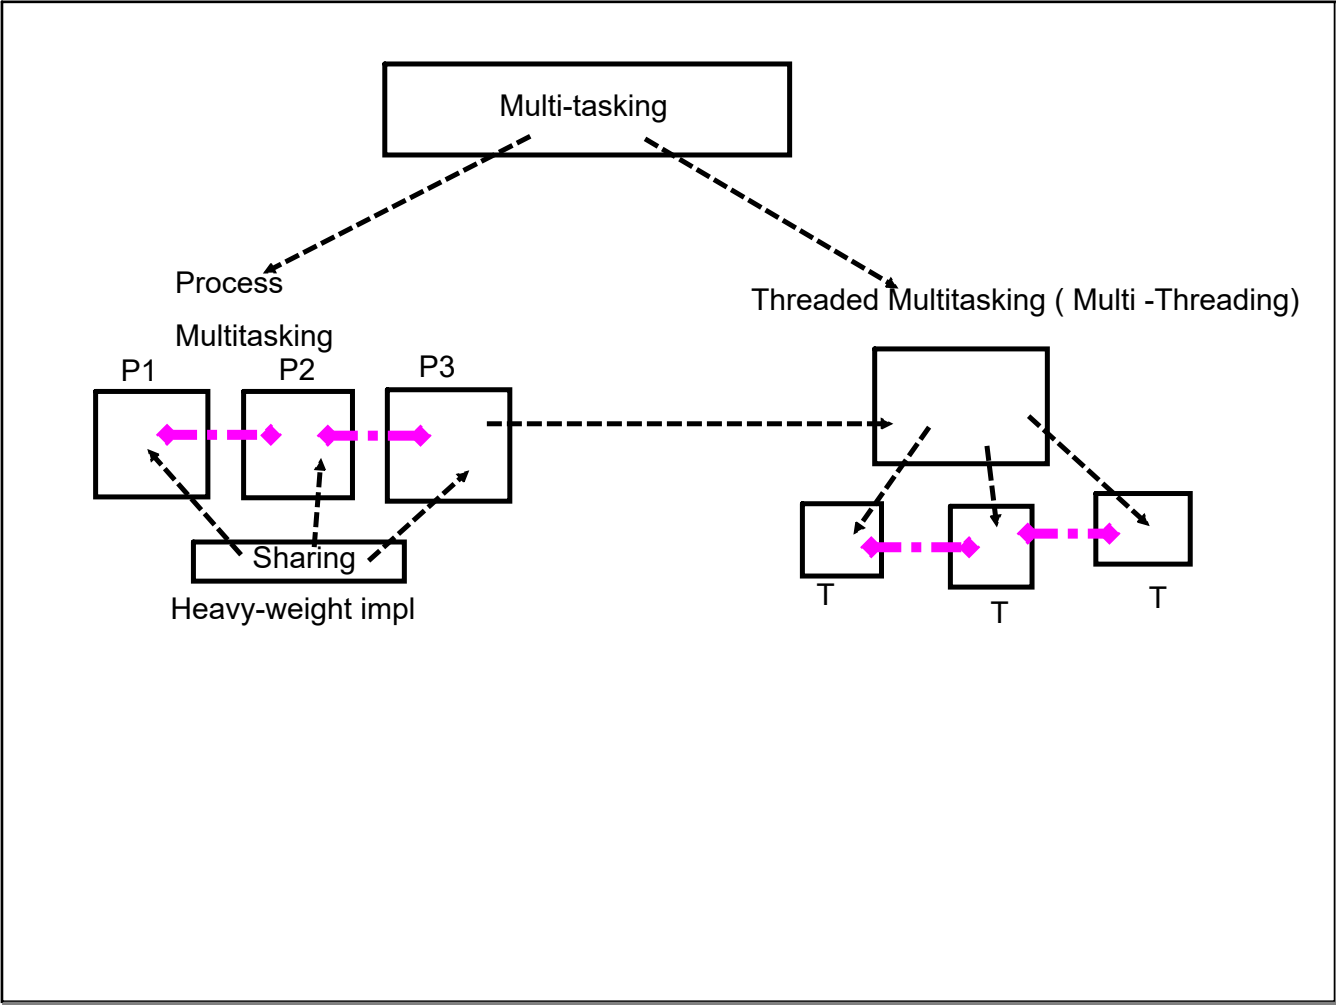 Multi-tasking
Process
Multitasking
Threaded Multitasking ( Multi -Threading)
P1
P2
P3
Sharing
Heavy-weight impl
T
T
T